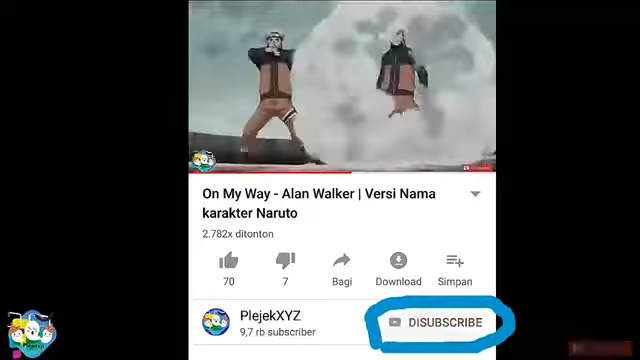 On My Way - Alan Walker | Versi Nama
karakter Naruto
2.782x ditonton
70
7
Bagi
Download
Simpan
PlejekXYZ
9,7 rb subscriber
DiSUBSCRIBE